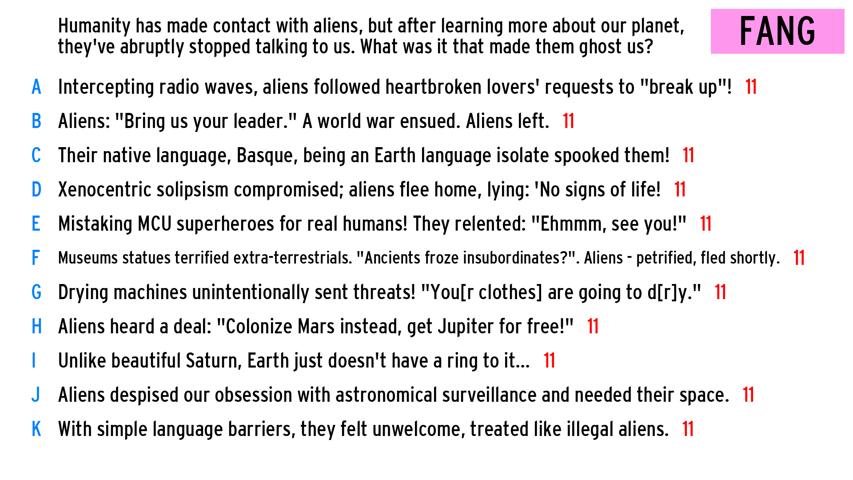 Humanity has made contact with aliens, but after learning more about our planet,
they've abruptly stopped talking to us. What was it that made them ghost us?
FANG
A Intercepting radio waves, aliens followed heartbroken lovers' requests to "break up"! 11
B Aliens: "Bring us your leader." A world war ensued. Aliens left. 11
C Their native language, Basque, being an Earth language isolate spooked them! 11
D Xenocentric solipsism compromised; aliens flee home, lying: 'No signs of life! 11
E Mistaking MCU superheroes for real humans! They relented: "Ehmmm, see you!" 11
F Museums statues terrified extra-terrestrials. "Ancients froze insubordinates?". Aliens - petrified, fled shortly. 11
G Drying machines unintentionally sent threats! "You[r clothes] are going to d[r]y." 11
H Aliens heard a deal: "Colonize Mars instead, get Jupiter for free!" 11
I Unlike beautiful Saturn, Earth just doesn't have a ring to it... 11
J Aliens despised our obsession with astronomical surveillance and needed their space. 11
K With simple language barriers, they felt unwelcome, treated like illegal aliens. 11